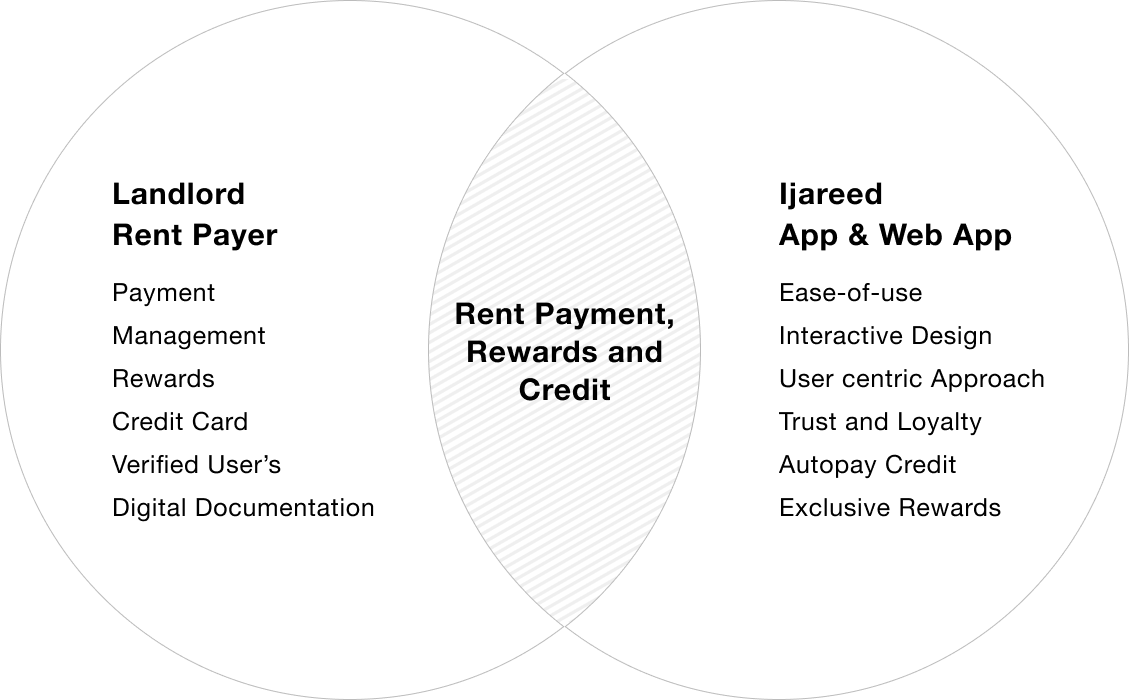 Landlord
Rent Payer
Payment
Management
Rewards
Credit Card
Verified User’s
Digital Documentation
Rent Payment,
Rewards and
Credit
Ijareed
App & Web App
Ease-of-use
Interactive Design
User centric Approach
Trust and Loyalty
Autopay Credit
Exclusive Rewards